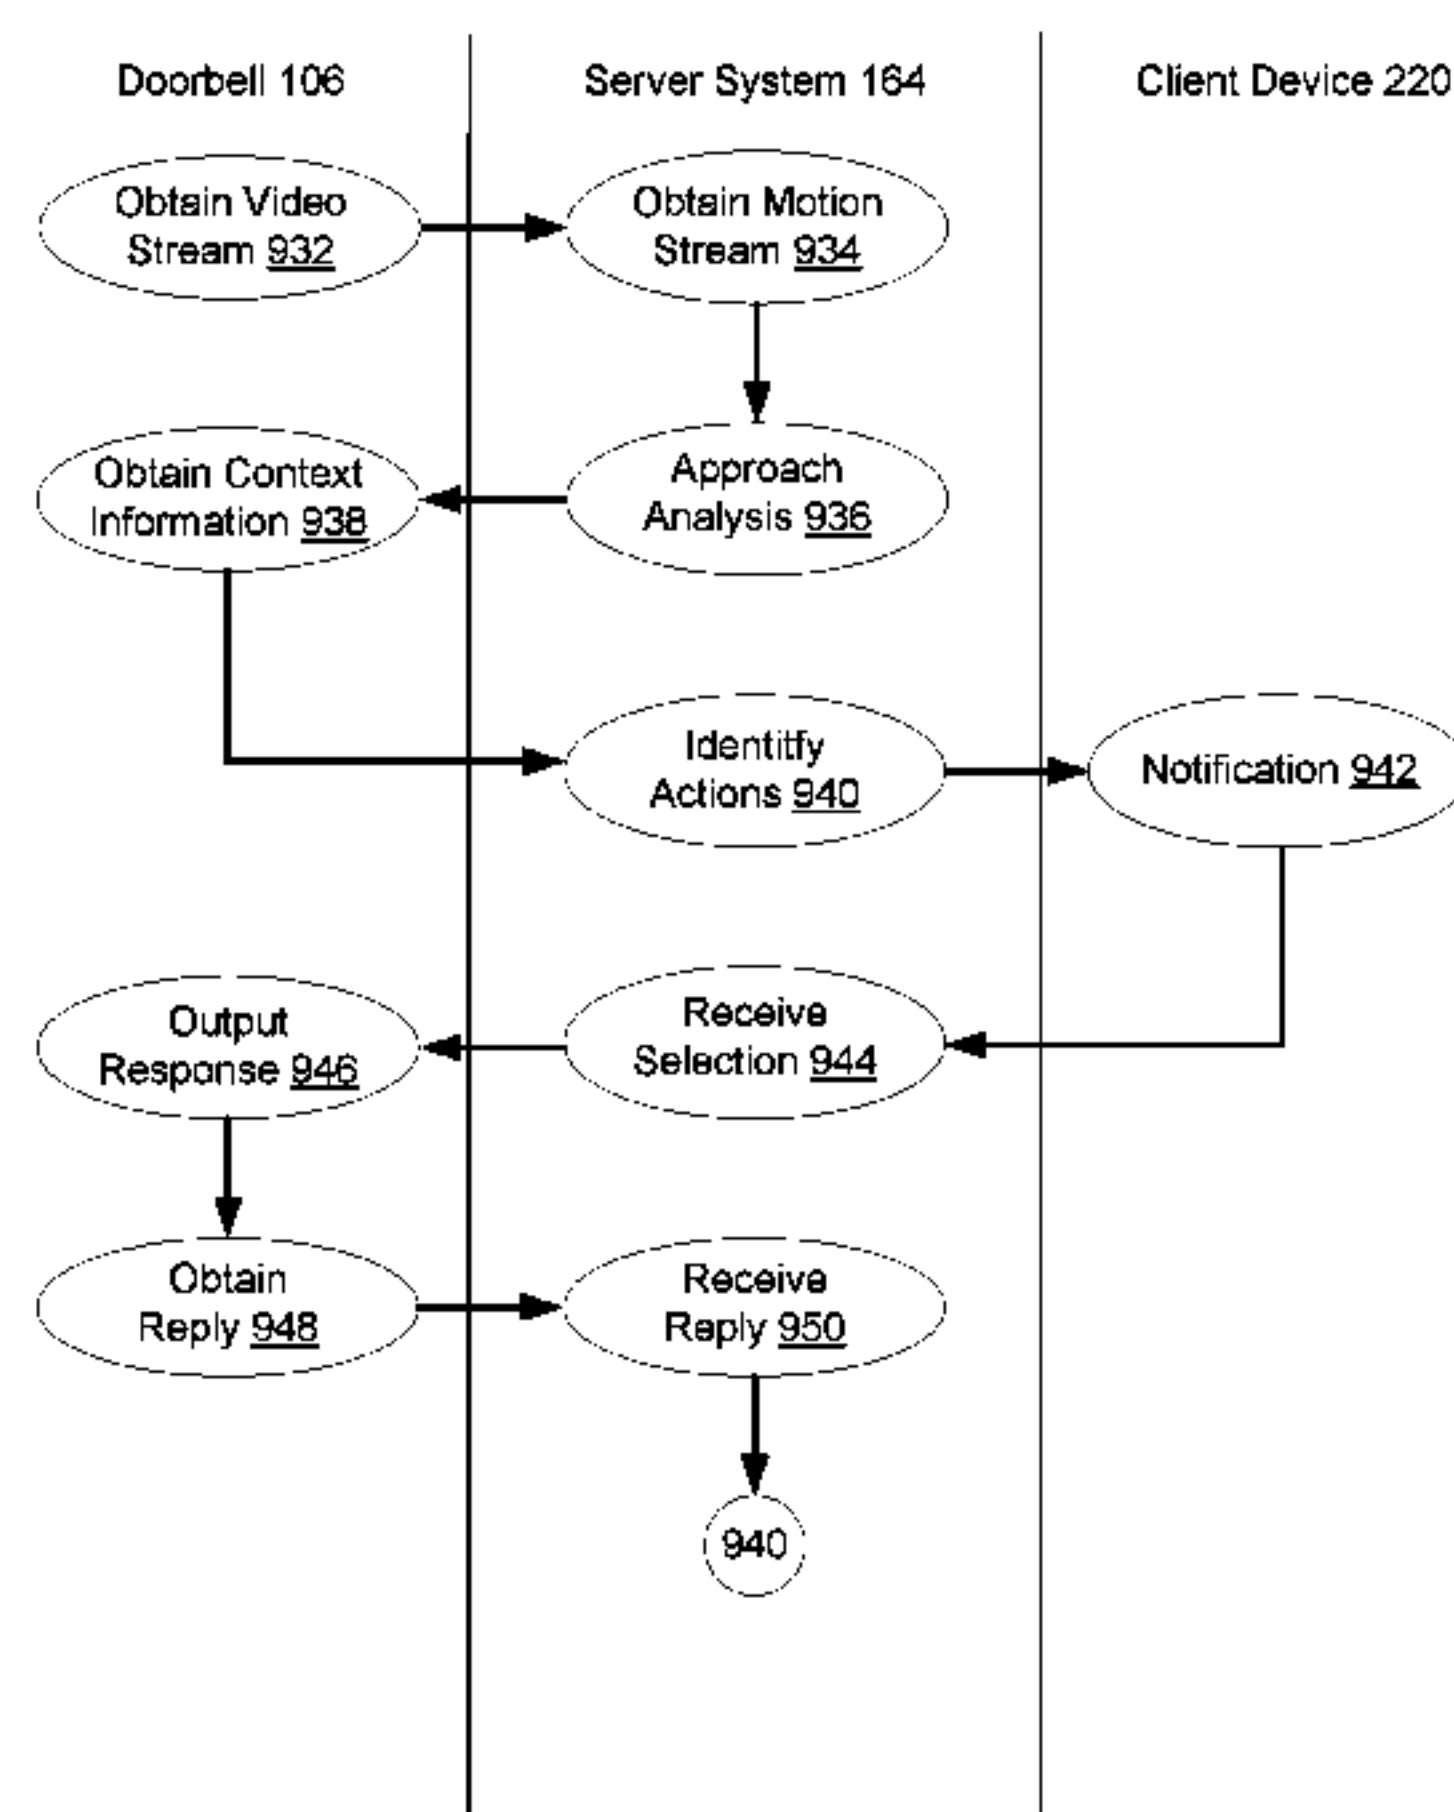 Doorbell 106
Server System 164
Client Device 220
Obtain Video
Stream 932
Obtain Motion
Stream 934
Obtain Context
Information 938
Approach
Analysis 936
Identitfy
Actions 940
Notification 942
Output
Response 946
Receive
Selection 944
Obtain
Reply 948
Receive
Reply 950
940